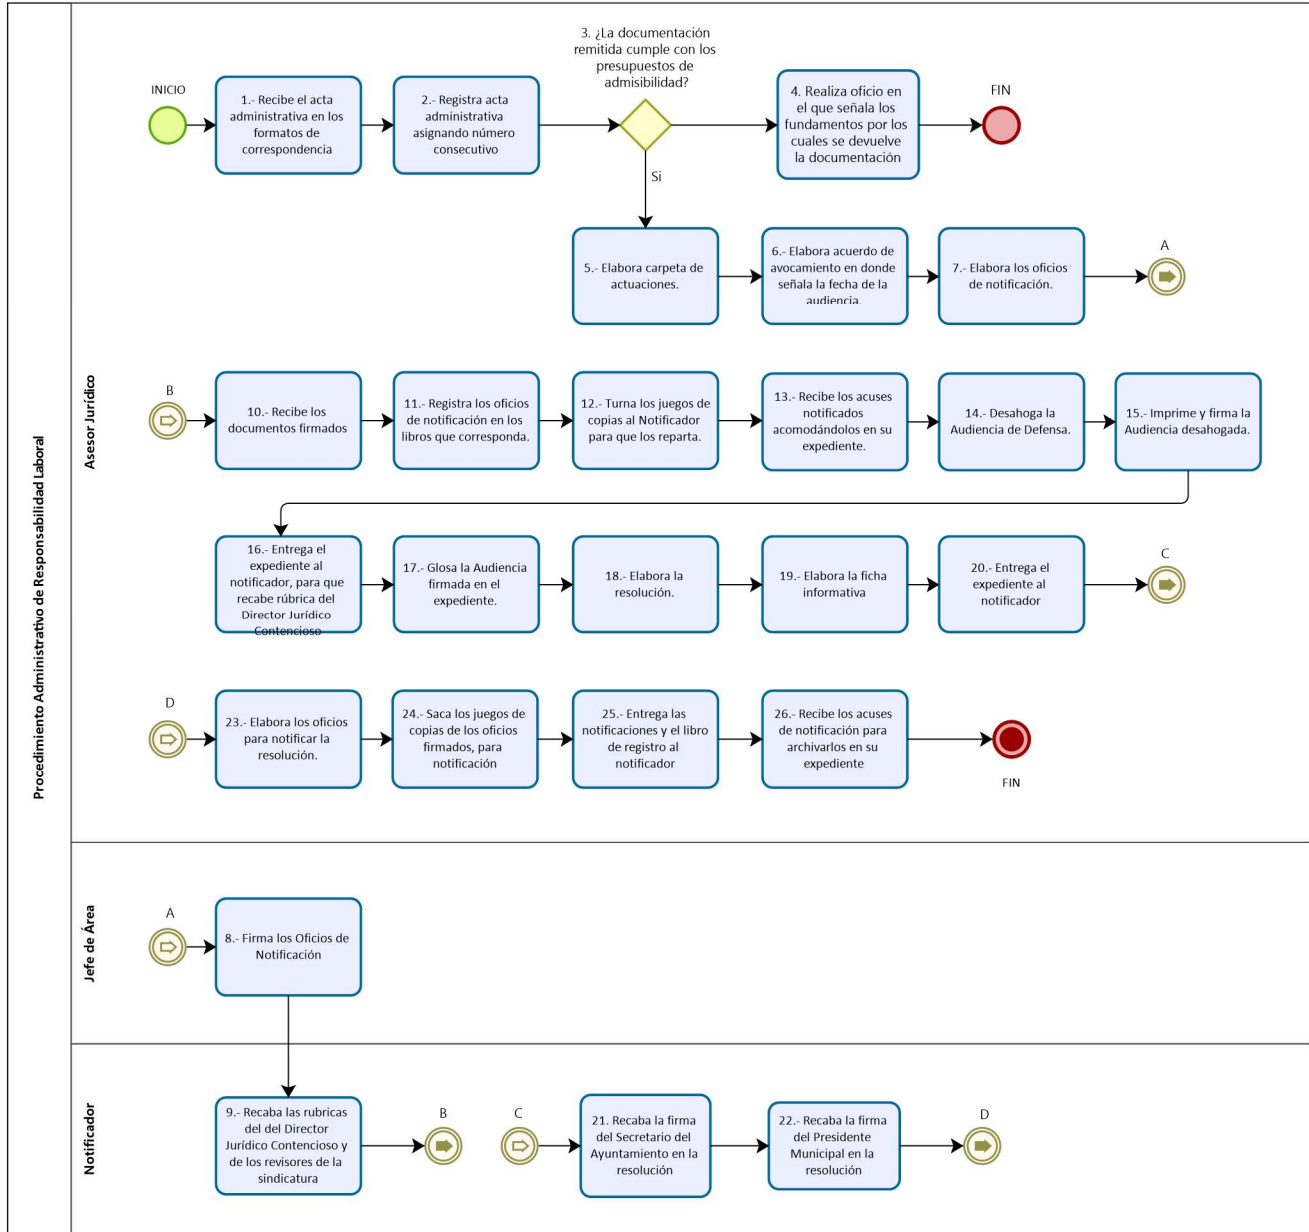 Procedimiento Administrativo de Responsabilidad Laboral
Asesor Jurídico
INICIO
1.- Recibe el acta
administrativa en los
formatos de
correspondencia
2.- Registra acta
administrativa
asignando número
consecutivo
3. ¿La documentación
remitida cumple con los
presupuestos de
admisibilidad?
4. Realiza oficio en
el que señala los
fundamentos por los
cuales se devuelve
la documentación
FIN
Si
5.- Elabora carpeta de
actuaciones.
6.- Elabora acuerdo de
avocamiento en donde
señala la fecha de la
audiencia.
7.- Elabora los oficios
de notificación.
A
B
10.- Recibe los
documentos firmados
11.- Registra los oficios
de notificación en los
libros que corresponda.
12.- Turna los juegos de
copias al Notificador
para que los reparta.
13.- Recibe los acuses
notificados
acomodándolos en su
expediente.
14.- Desahoga la
Audiencia de Defensa.
15.- Imprime y firma la
Audiencia desahogada.
16.- Entrega el
expediente al
notificador, para que
recabe rúbrica del
Director Jurídico
Contencioso
17.- Glosa la Audiencia
firmada en el
expediente.
18.- Elabora la
resolución.
19.- Elabora la ficha
informativa
20.- Entrega el
expediente al
notificador
C
D
23.- Elabora los oficios
para notificar la
resolución.
24.- Saca los juegos de
copias de los oficios
firmados, para
notificación
25.- Entrega las
notificaciones y el libro
de registro al
notificador
26.- Recibe los acuses
de notificación para
archivarlos en su
expediente
FIN
Jefe de Área
A
8.- Firma los Oficios de
Notificación
Notificador
9.- Recaba las rubricas
del del Director
Jurídico Contencioso y
de los revisores de la
sindicatura
B
C
21. Recaba la firma
del Secretario del
Ayuntamiento en la
resolución
22.- Recaba la firma
del Presidente
Municipal en la
resolución
D